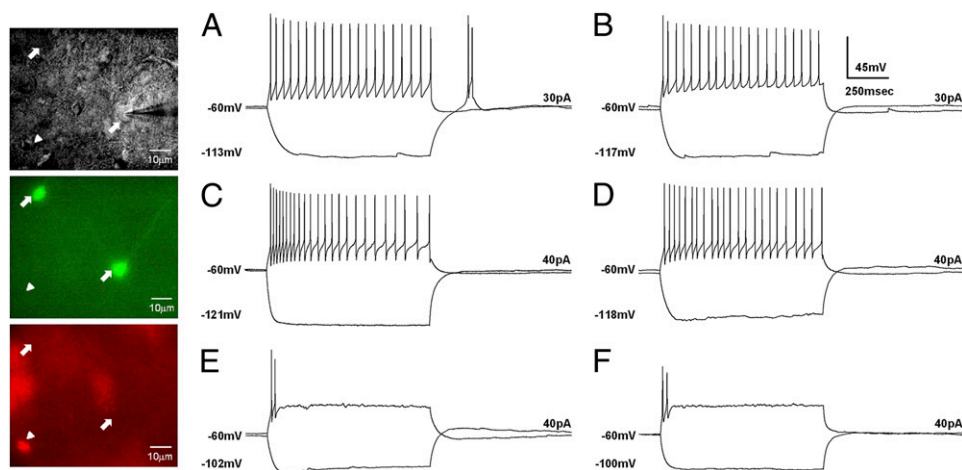 10µm
10µm
10µm
A
30pA
-60mV
-113mV
B
45mV
250msec
30pA
-60mV
-117mV
C
40pA
-60mV
-121mV
D
40pA
-60mV
-118mV
E
40pA
-60mV
-102mV
F
40pA
-60mV
-100mV